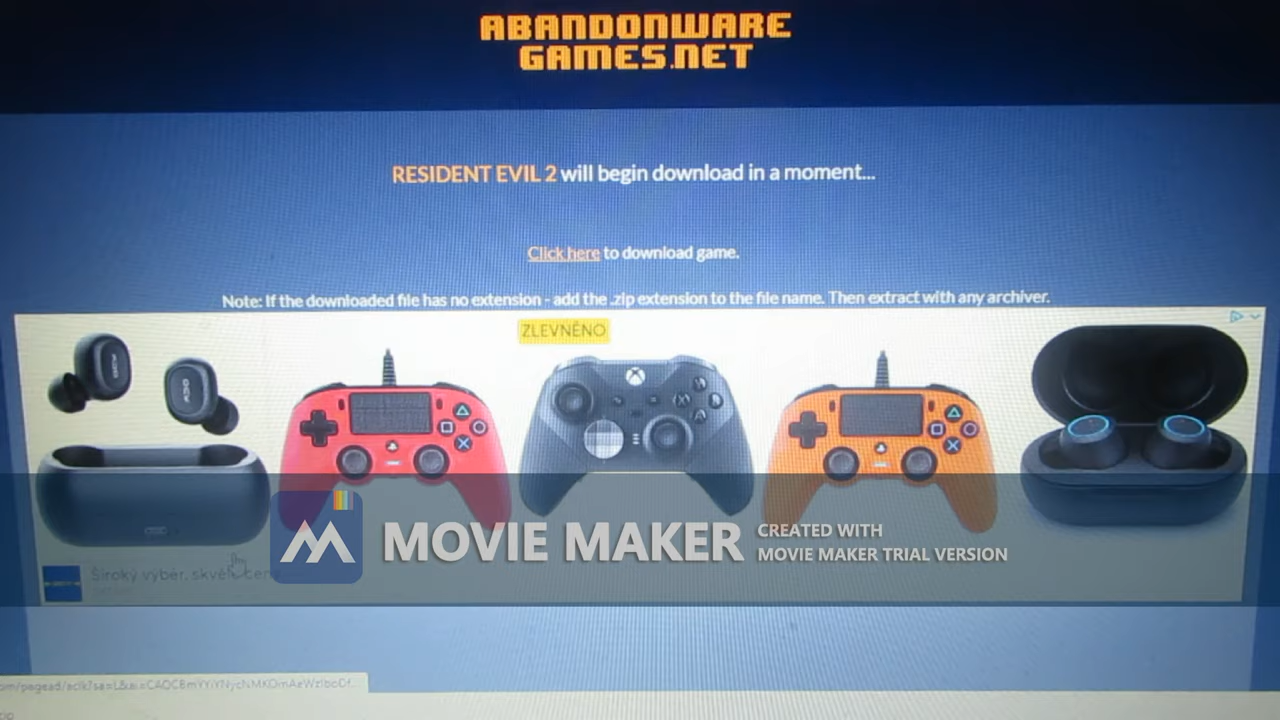 ABANDONWARE
GAMES.NET
RESIDENT EVIL 2 will begin download in a moment...
Click here to download game.
Note: If the downloaded file has no extension - add the .zip extension to the file name. Then extract with any archiver.
ZLEVNĚNO
MOVIE MAKER
CREATED WITH
MOVIE MAKER TRIAL VERSION
Široký výběr, skvělé